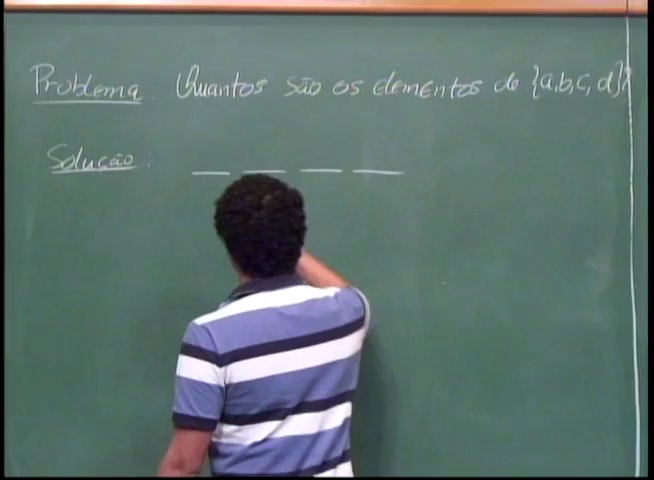 Problema. Quantos são os elementos de {a,b,c,d}?
Solução: